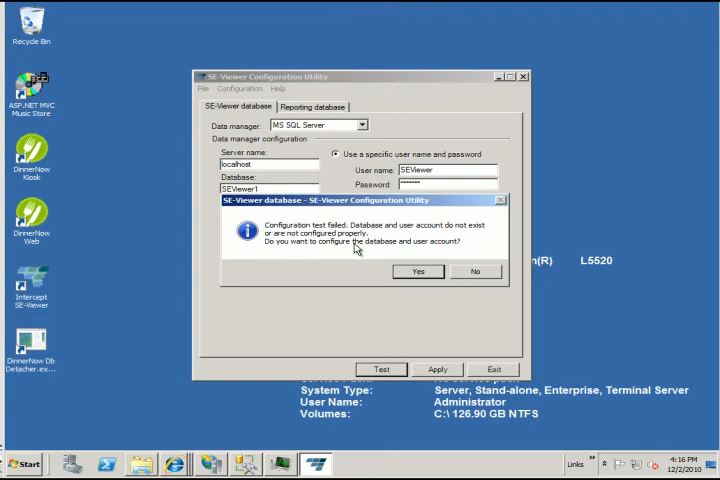 Recycle Bin
ASP.NET MVC
Music Store
DinnerNow
Kiosk
DinnerNow
Web
Intercept
SE-Viewer
DinnerNow Db
Detacher.ex...
SE-Viewer Configuration Utility
File Configuration Help
SE-Viewer database Reporting database
Data manager: MS SQL Server
Data manager configuration
Server name:
localhost
Database:
SEViewer1
Use a specific user name and password
User name: SEViewer
Password: *******
SE-Viewer database - SE-Viewer Configuration Utility
Configuration test failed. Database and user account do not exist
or are not configured properly.
Do you want to configure the database and user account?
Yes No
Test Apply Exit
n(R) L5520
System Type: Server, Stand-alone, Enterprise, Terminal Server
User Name: Administrator
Volumes: C:\ 126.90 GB NTFS
Start
Links
4:16 PM
12/2/2010